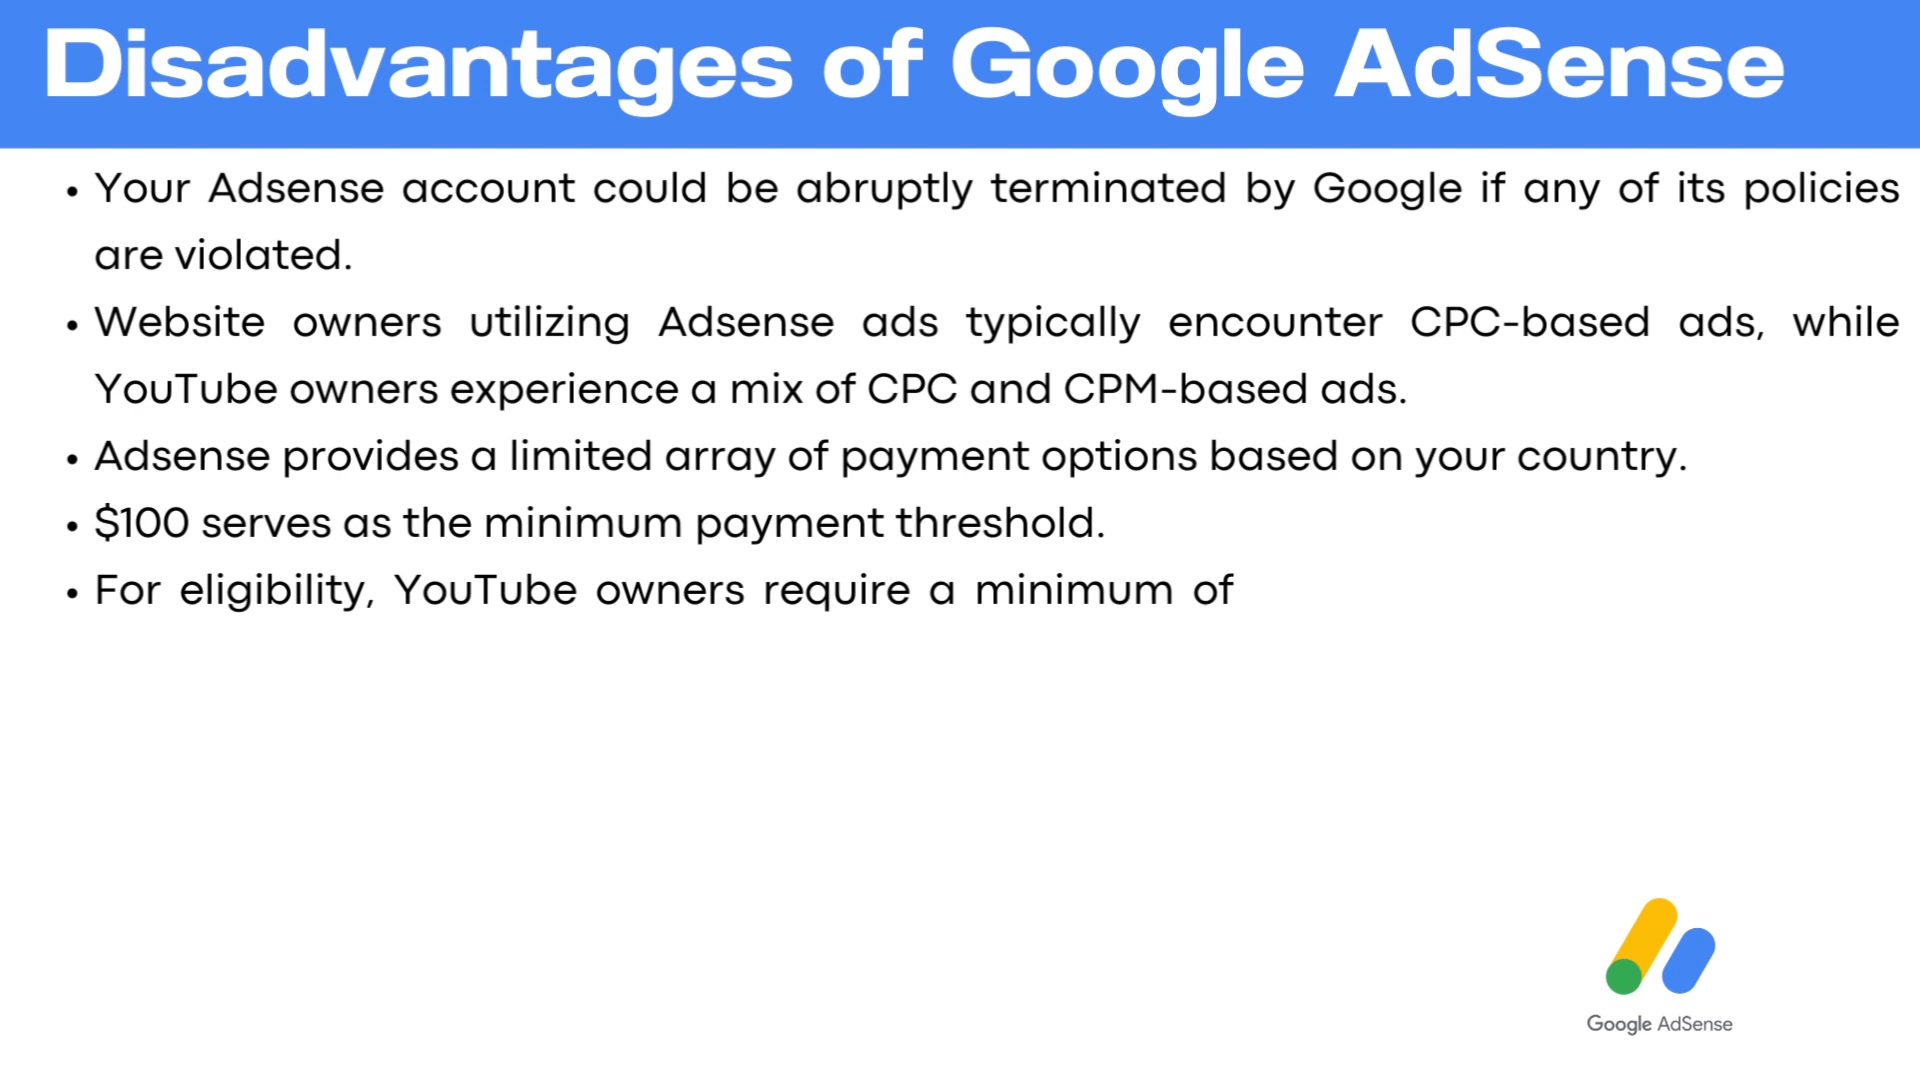 Disadvantages of Google AdSense
• Your Adsense account could be abruptly terminated by Google if any of its policies
are violated.
• Website owners utilizing Adsense ads typically encounter CPC-based ads, while
YouTube owners experience a mix of CPC and CPM-based ads.
• Adsense provides a limited array of payment options based on your country.
• $100 serves as the minimum payment threshold.
• For eligibility, YouTube owners require a minimum of
Google AdSense